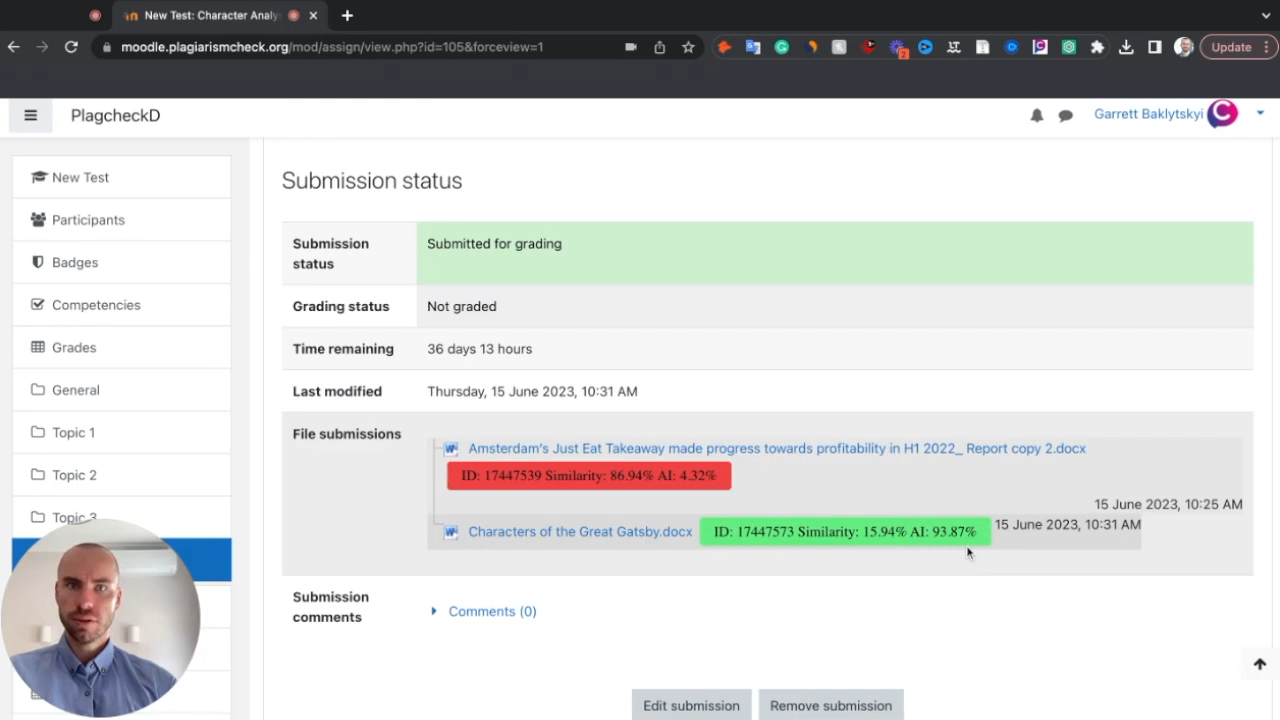 New Test: Character Analy
moodle.plagiarismcheck.org/mod/assign/view.php?id=105&forceview=1
2
Update
PlagcheckD
Garrett Baklytskyi
New Test
Participants
Badges
Competencies
Grades
General
Topic 1
Topic 2
Topic 3
Submission status
Submission
status
Submitted for grading
Grading status
Not graded
Time remaining
36 days 13 hours
Last modified
Thursday, 15 June 2023, 10:31 AM
File submissions
Amsterdam's Just Eat Takeaway made progress towards profitability in H1 2022_ Report copy 2.docx
ID: 17447539 Similarity: 86.94% AI: 4.32%
15 June 2023, 10:25 AM
Characters of the Great Gatsby.docx
ID: 17447573 Similarity: 15.94% AI: 93.87%
15 June 2023, 10:31 AM
Submission
comments
Comments (0)
Edit submission
Remove submission